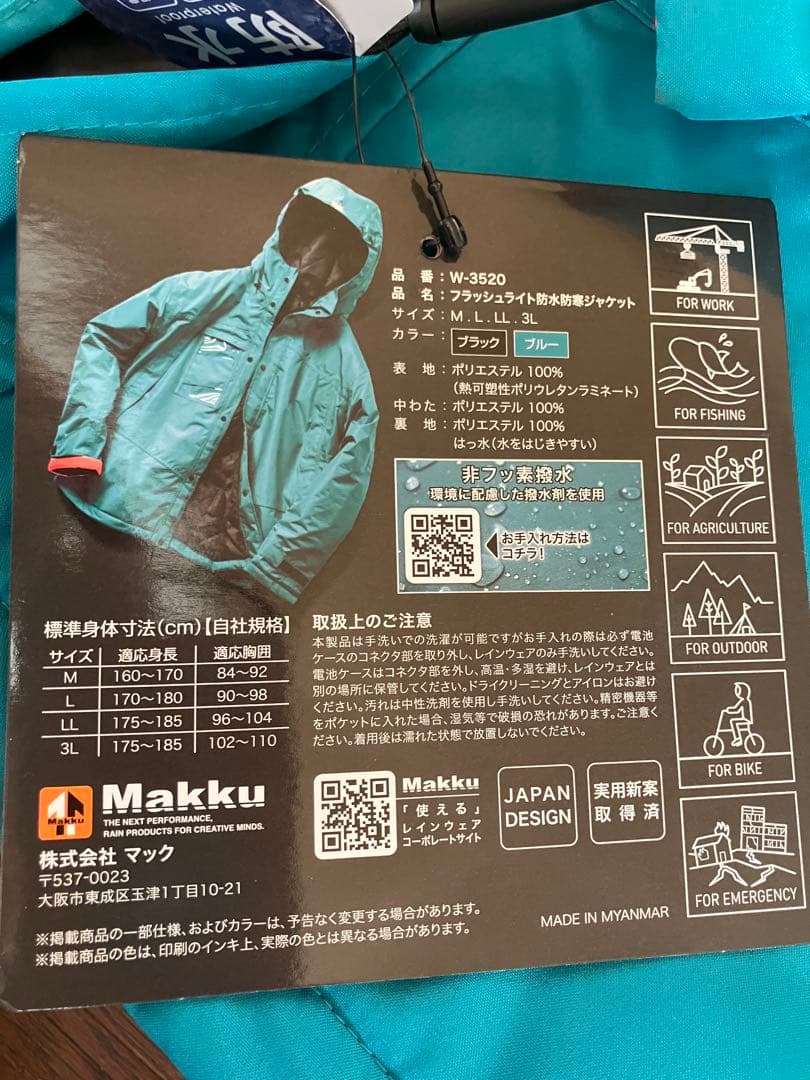 防水
Waterproof
品番：W-3520
品名：フラッシュライト防水防寒ジャケット
サイズ：M . L . LL . 3L
カラー： ブラック ブルー
表地：ポリエステル 100%
（熱可塑性ポリウレタンラミネート）
中わた：ポリエステル 100%
裏地：ポリエステル 100%
はっ水（水をはじきやすい）
非フッ素撥水
環境に配慮した撥水剤を使用
お手入れ方法は
コチラ！
標準身体寸法（cm）【自社規格】
サイズ 適応身長 適応胸囲
M 160〜170 84〜92
L 170〜180 90〜98
LL 175〜185 96〜104
3L 175〜185 102〜110
取扱上のご注意
本製品は手洗いでの洗濯が可能ですがお手入れの際は必ず電池
ケースのコネクタ部を取り外し、レインウェアのみ手洗いしてください。
電池ケースはコネクタ部を外し、高温・多湿を避け、レインウェアとは
別の場所に保管してください。ドライクリーニングとアイロンはお避け
ください。汚れは中性洗剤を使用し手洗いしてください。精密機器等
をポケットに入れた場合、湿気等で破損の恐れがあります。ご注意く
ださい。着用後は濡れた状態で放置しないでください。
Makku
Makku
THE NEXT PERFORMANCE,
RAIN PRODUCTS FOR CREATIVE MINDS.
株式会社 マック
〒537-0023
大阪市東成区玉津1丁目10-21
Makku
「使える」
レインウェア
コーポレートサイト
JAPAN
DESIGN
実用新案
取得済
※掲載商品の一部仕様、およびカラーは、予告なく変更する場合があります。
※掲載商品の色は、印刷のインキ上、実際の色とは異なる場合があります。
MADE IN MYANMAR
FOR WORK
FOR FISHING
FOR AGRICULTURE
FOR OUTDOOR
FOR BIKE
FOR EMERGENCY